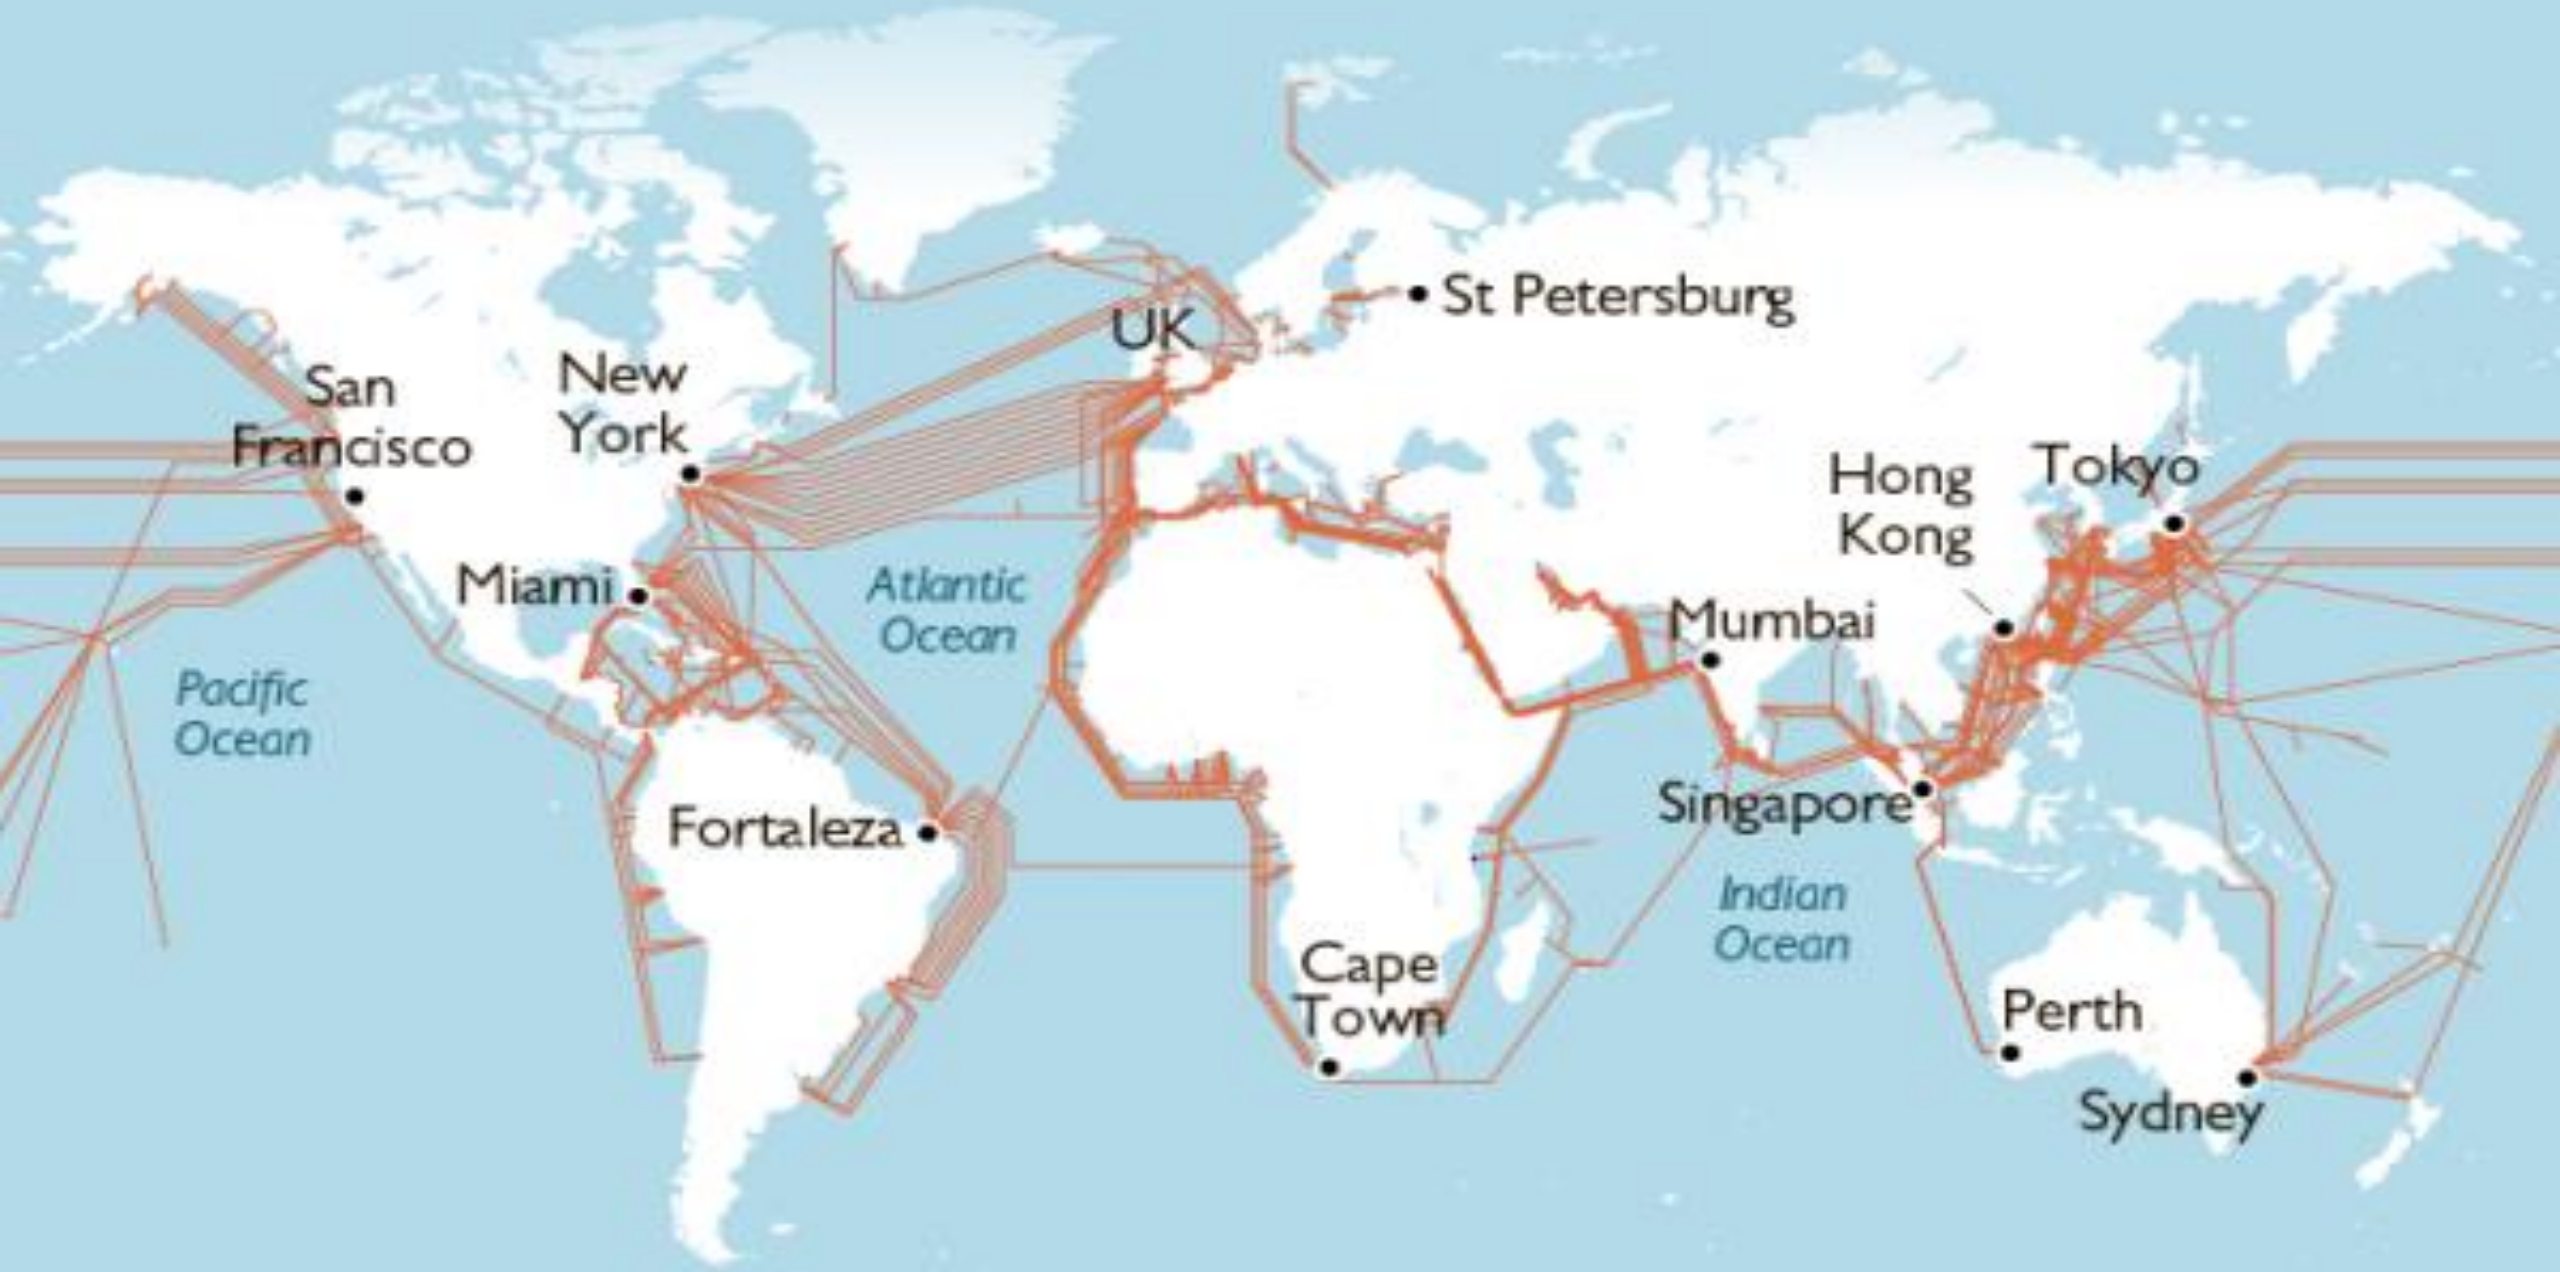 UK
St Petersburg
San
Francisco
New
York
Hong
Kong
Tokyo
Miami
Atlantic
Ocean
Mumbai
Pacific
Ocean
Fortaleza
Singapore
Indian
Ocean
Cape
Town
Perth
Sydney